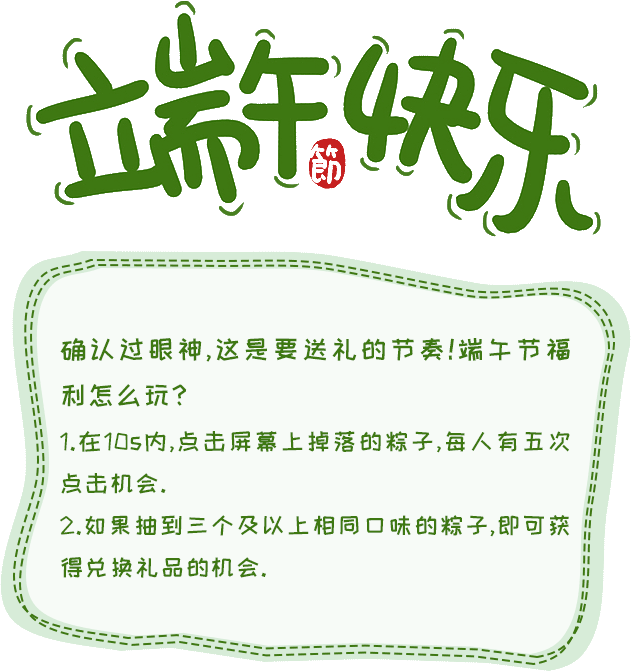 端午快乐
節
确认过眼神,这是要送礼的节奏!端午节福
利怎么玩?
1.在10s内,点击屏幕上掉落的粽子,每人有五次
点击机会.
2.如果抽到三个及以上相同口味的粽子,即可获
得兑换礼品的机会.